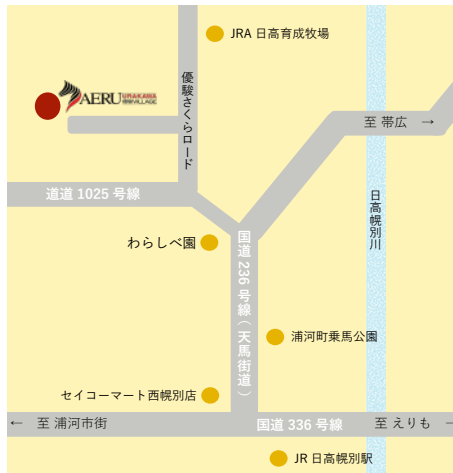 JRA 日高育成牧場
AERU URAKAWA
VILLAGE
優駿さくらロード
至 帯広 →
道道 1025 号線
日高幌別川
わらしべ園
国道 236 号線(天馬街道)
浦河町乗馬公園
セイコーマート西幌別店
← 至 浦河市街
国道 336 号線
至 えりも →
JR 日高幌別駅